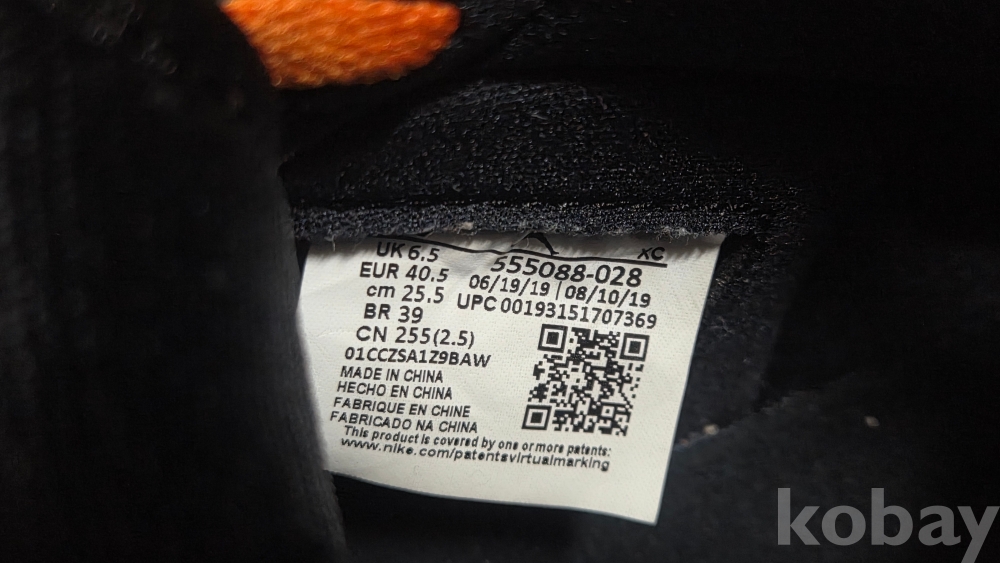 UK 6.5
EUR 40.5
cm 25.5
BR 39
CN 255(2.5)
01CCZSA1Z9BAW
MADE IN CHINA
HECHO EN CHINA
FABRIQUE EN CHINE
FABRICADO NA CHINA
XC
555088-028
06/19/19 | 08/10/19
UPC 00193151707369
This product is covered by one or more patents:
www.nike.com/patentsvirtualmarking
kobay